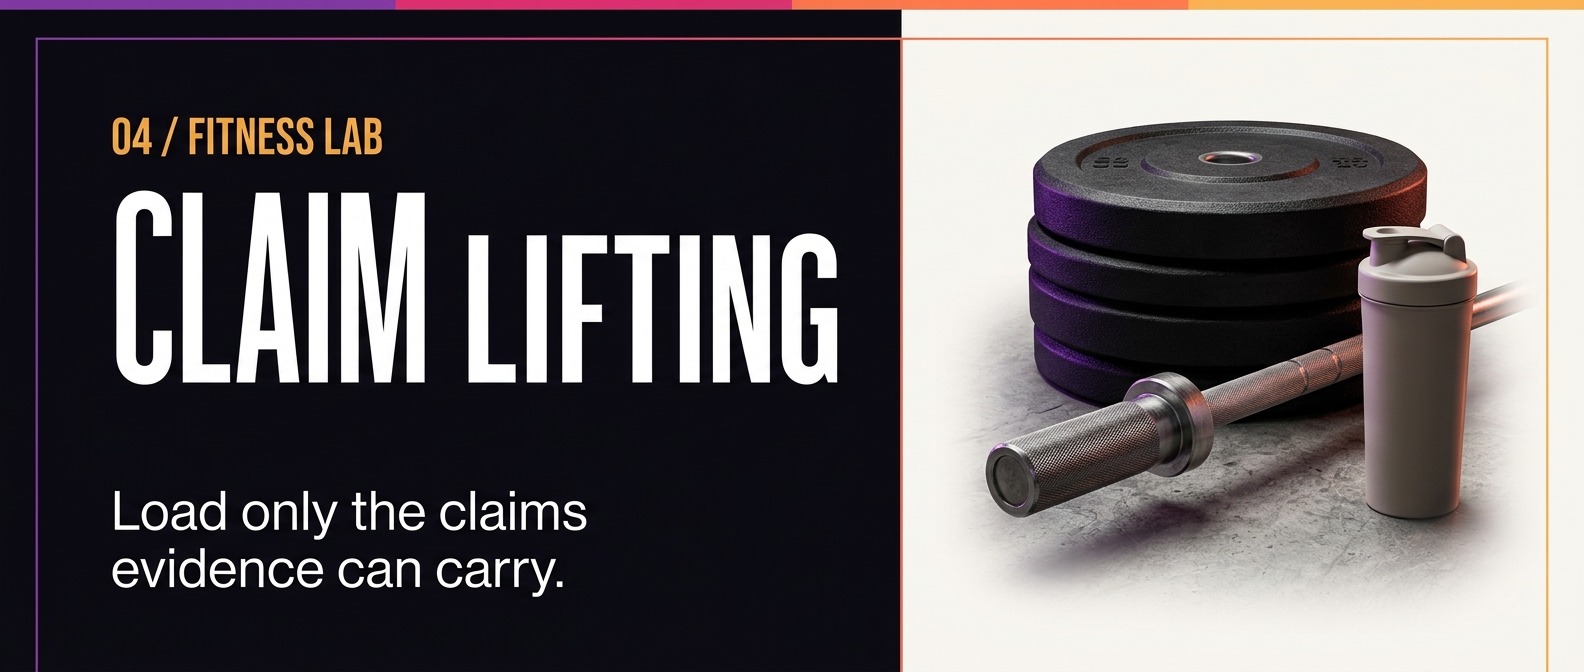 04 / FITNESS LAB
CLAIM LIFTING
Load only the claims
evidence can carry.